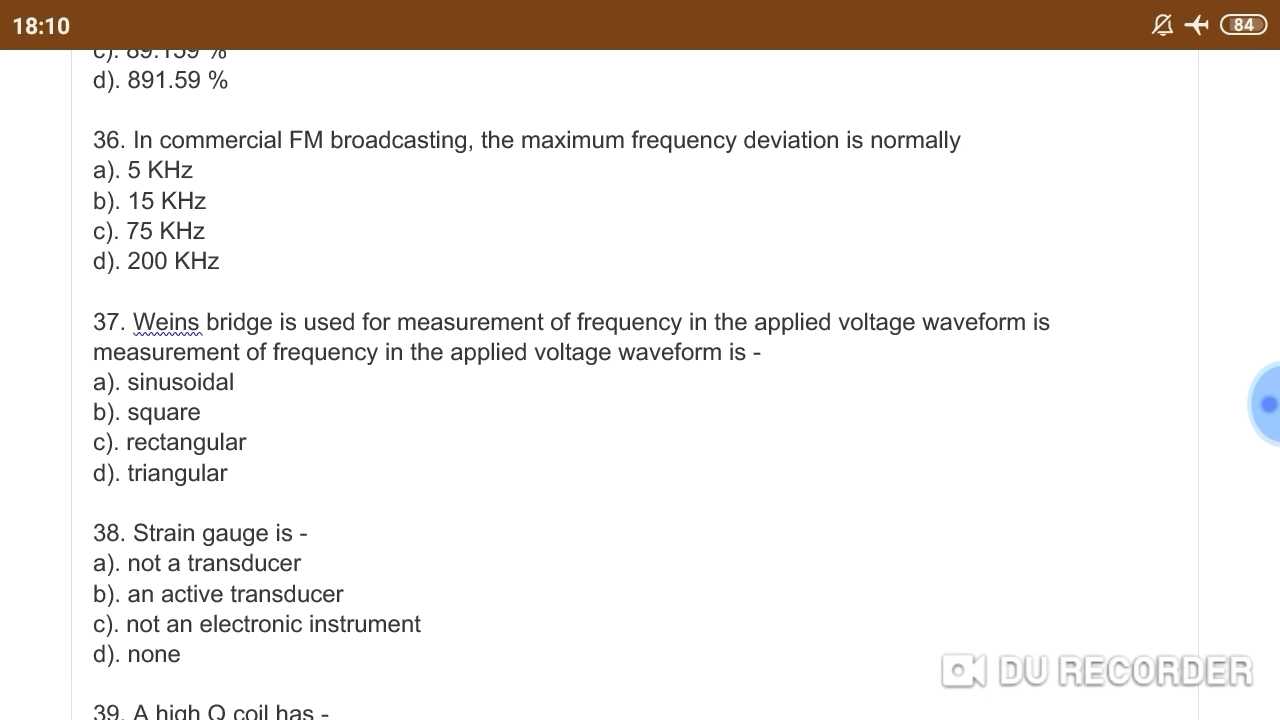 18:10
84
c). 89.159 %
d). 891.59 %
36. In commercial FM broadcasting, the maximum frequency deviation is normally
a). 5 KHz
b). 15 KHz
c). 75 KHz
d). 200 KHz
37. Weins bridge is used for measurement of frequency in the applied voltage waveform is
measurement of frequency in the applied voltage waveform is -
a). sinusoidal
b). square
c). rectangular
d). triangular
38. Strain gauge is -
a). not a transducer
b). an active transducer
c). not an electronic instrument
d). none
DU RECORDER
39. A high Q coil has -